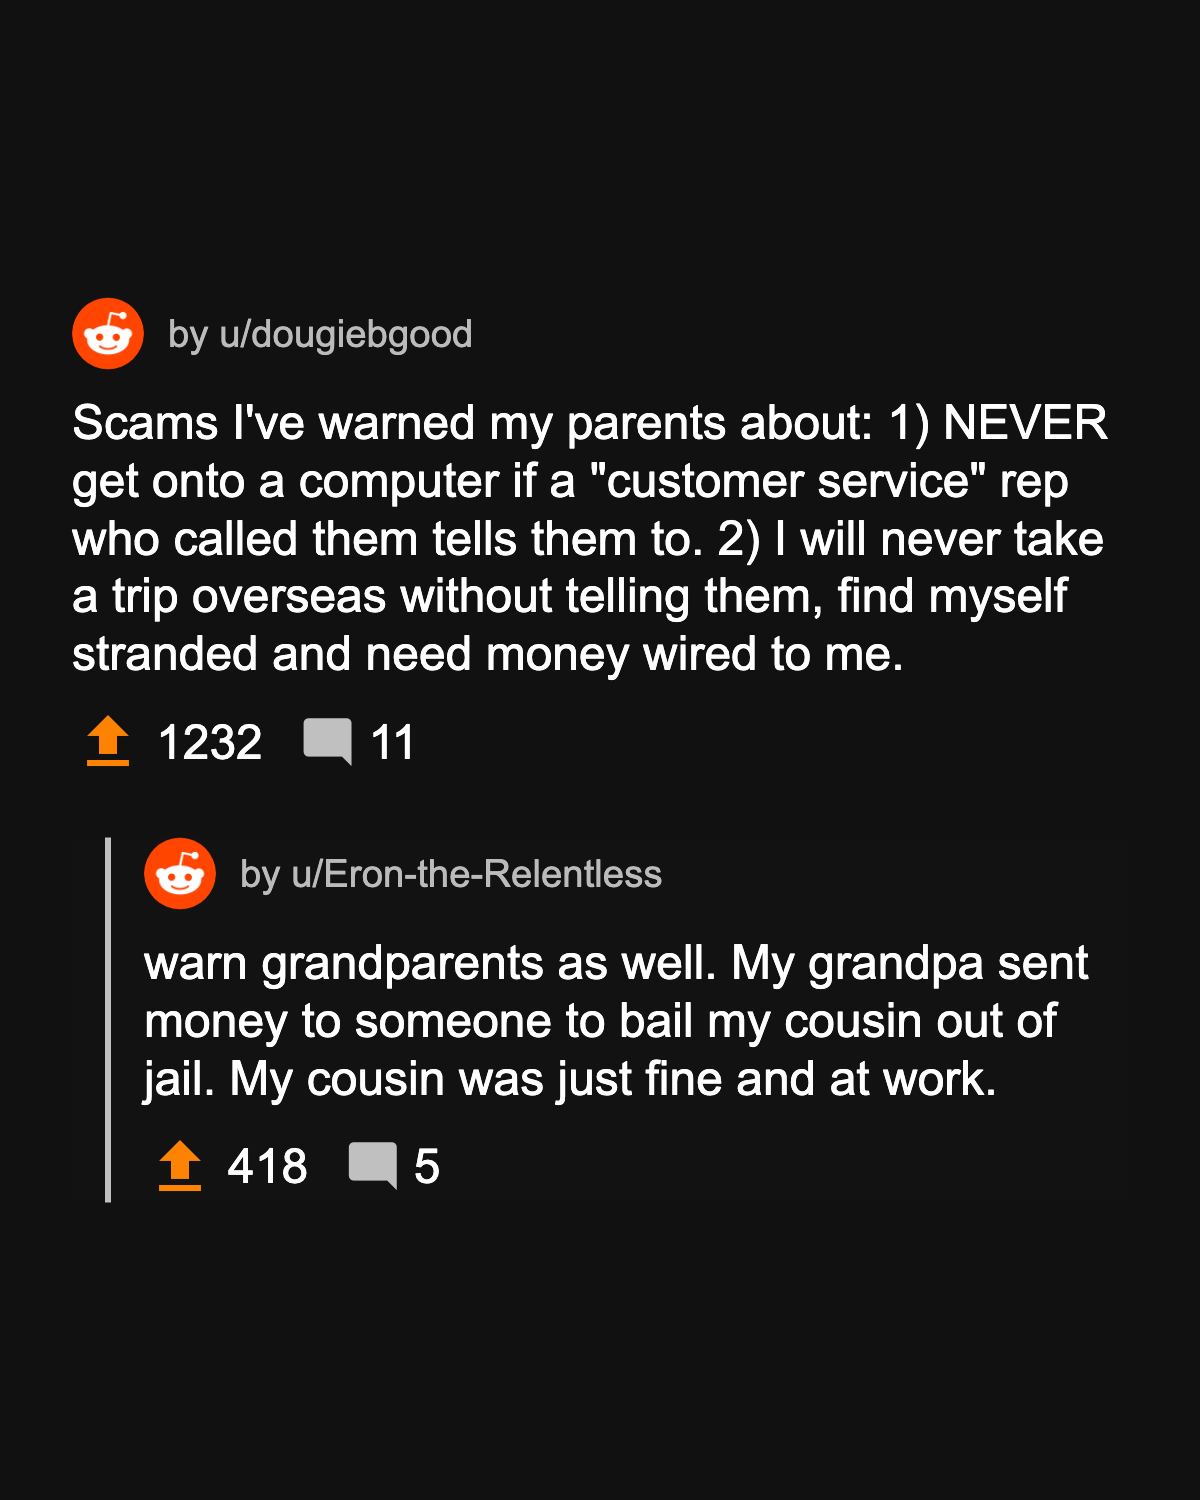 by u/dougiebgood
Scams I've warned my parents about: 1) NEVER
get onto a computer if a "customer service" rep
who called them tells them to. 2) I will never take
a trip overseas without telling them, find myself
stranded and need money wired to me.
1232 11
by u/Eron-the-Relentless
warn grandparents as well. My grandpa sent
money to someone to bail my cousin out of
jail. My cousin was just fine and at work.
418 5